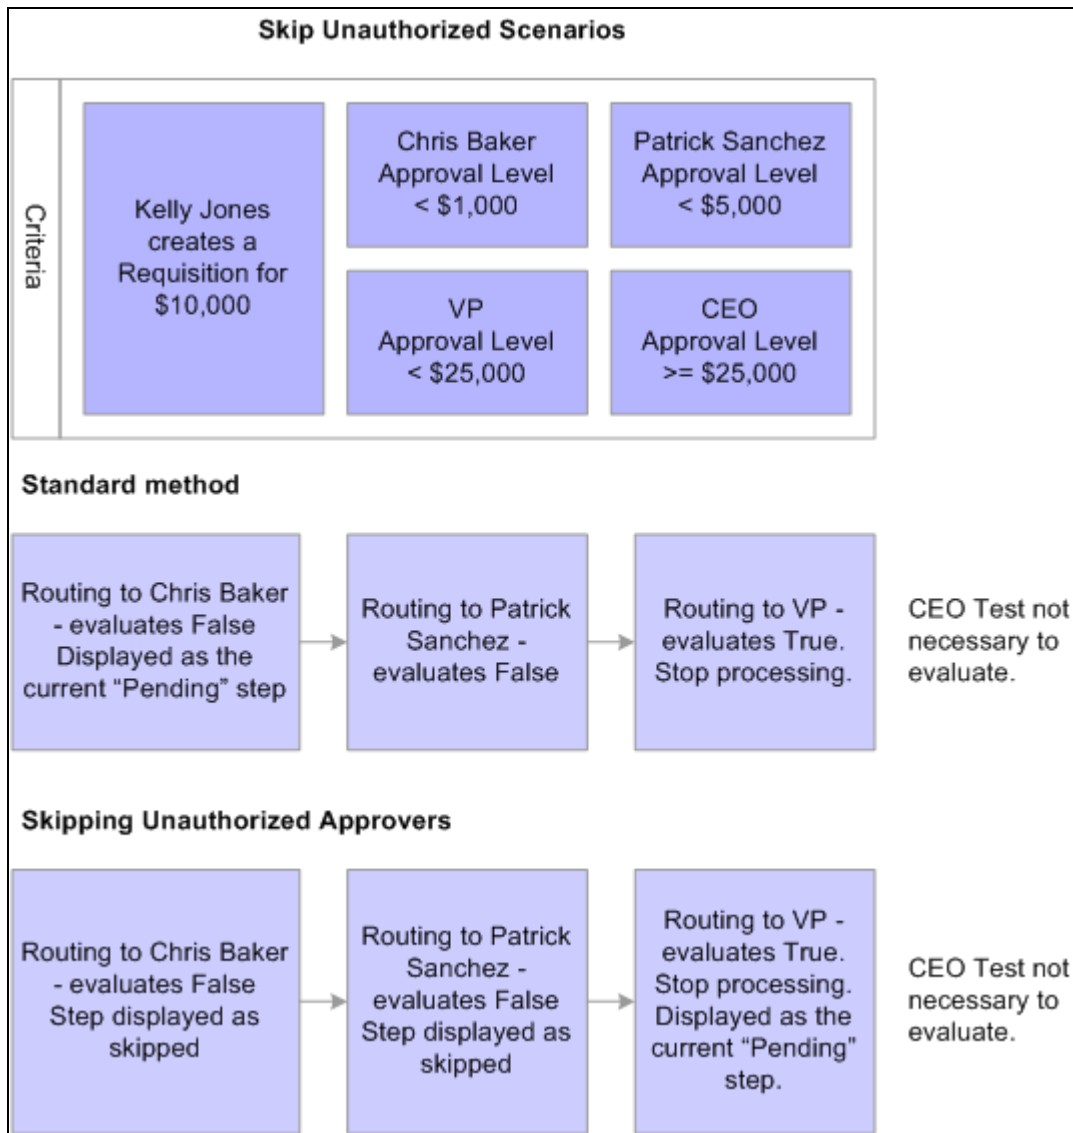 Skip Unauthorized Scenarios
Criteria
Kelly Jones
creates a
Requisition for
$10,000
Chris Baker
Approval Level
< $1,000
Patrick Sanchez
Approval Level
< $5,000
VP
Approval Level
< $25,000
CEO
Approval Level
>= $25,000
Standard method
Routing to Chris Baker
- evaluates False
Displayed as the
current “Pending” step
Routing to Patrick
Sanchez -
evaluates False
Routing to VP -
evaluates True.
Stop processing.
CEO Test not
necessary to
evaluate.
Skipping Unauthorized Approvers
Routing to Chris Baker
- evaluates False
Step displayed as
skipped
Routing to Patrick
Sanchez -
evaluates False
Step displayed as
skipped
Routing to VP -
evaluates True.
Stop processing.
Displayed as the
current “Pending”
step.
CEO Test not
necessary to
evaluate.